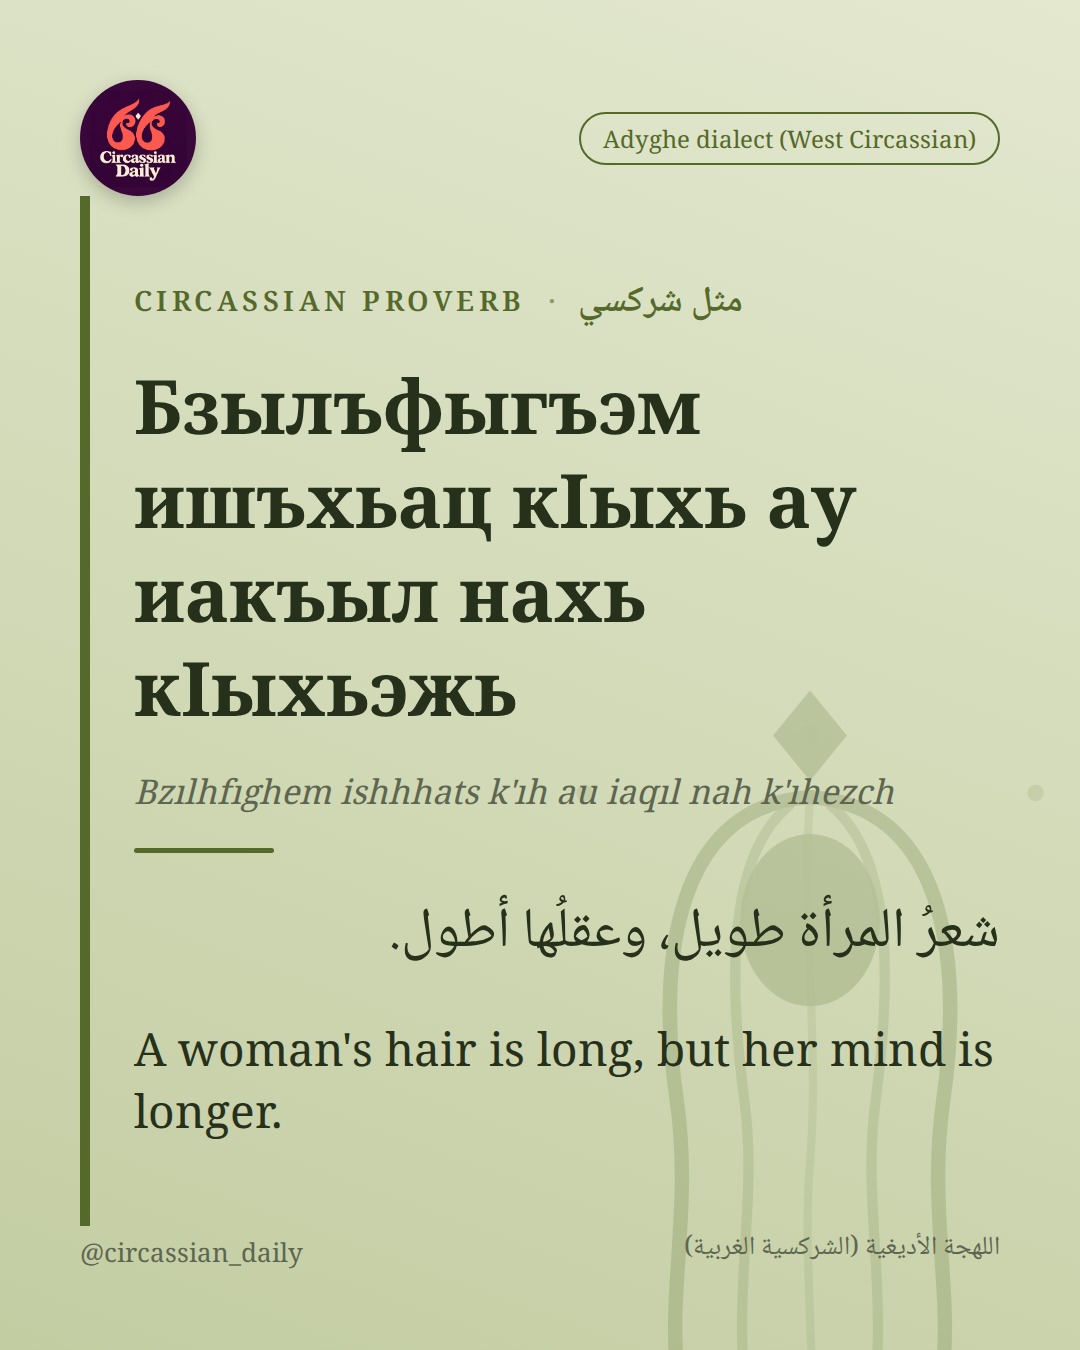 Circassian
Daily
Adyghe dialect (West Circassian)
CIRCASSIAN PROVERB · مثل شركسي
Бзылъфыгъэм
ишъхьац кӀыхь ау
иакъыл нахь
кӀыхьэжь
Bzılhfıghem ishhhats k'ıh au iaqıl nah k'ıhezch
شعرُ المرأة طويل، وعقلُها أطول.
A woman's hair is long, but her mind is
longer.
@circassian_daily
اللهجة الأديغية (الشركسية الغربية)